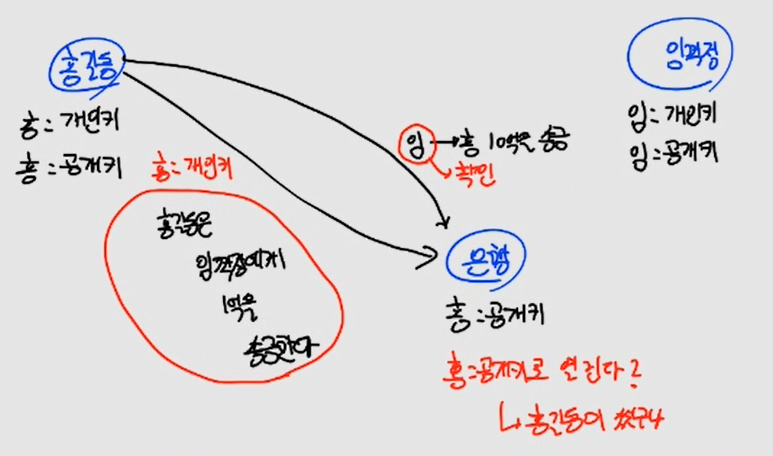 홍길동
홍 : 개인키
홍 : 공개키
홍 : 개인키
홍길동은
임꺽정에게
1억을
송금한다
임 → 홍 1억을 송금
확인
은행
홍 : 공개키
홍 : 공개키로 열린다?
↳ 홍길동이 썼구나
임꺽정
임 : 개인키
임 : 공개키